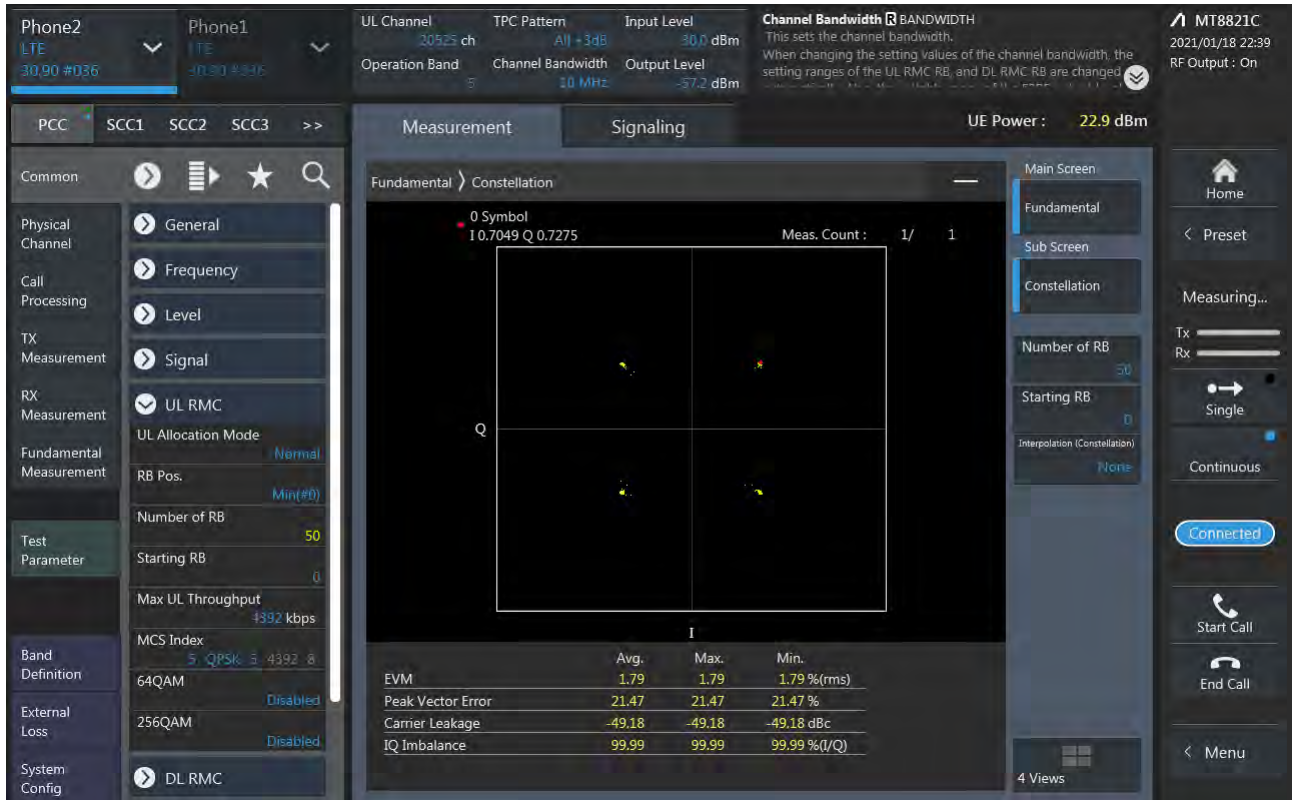 Phone2
LTE
30.90 #036
Phone1
LTE
UL Channel
20525 ch
Operation Band
5
TPC Pattern
All +3dB
Channel Bandwidth
10 MHz
Input Level
30.0 dBm
Output Level
-57.2 dBm
Channel Bandwidth R BANDWIDTH
This sets the channel bandwidth.
When changing the setting values of the channel bandwidth, the
setting ranges of the UL RMC RB, and DL RMC RB are changed
MT8821C
2021/01/18 22:39
RF Output : On
PCC SCC1 SCC2 SCC3 >>
Measurement
Signaling
UE Power : 22.9 dBm
Common
Physical
Channel
Call
Processing
TX
Measurement
RX
Measurement
Fundamental
Measurement
Test
Parameter
Band
Definition
External
Loss
System
Config
General
Frequency
Level
Signal
UL RMC
UL Allocation Mode
Normal
RB Pos.
Min(#0)
Number of RB
50
Starting RB
0
Max UL Throughput
4392 kbps
MCS Index
5 QPSK 5 4392 8
64QAM
Disabled
256QAM
Disabled
DL RMC
Fundamental Constellation
0 Symbol
I 0.7049 Q 0.7275
Meas. Count : 1/ 1
Q
I
Avg. Max. Min.
EVM 1.79 1.79 1.79 %(rms)
Peak Vector Error 21.47 21.47 21.47 %
Carrier Leakage -49.18 -49.18 -49.18 dBc
IQ Imbalance 99.99 99.99 99.99 %(I/Q)
Main Screen
Fundamental
Sub Screen
Constellation
Number of RB
50
Starting RB
0
Interpolation (Constellation)
None
4 Views
Home
< Preset
Measuring...
Tx
Rx
Single
Continuous
Connected
Start Call
End Call
< Menu